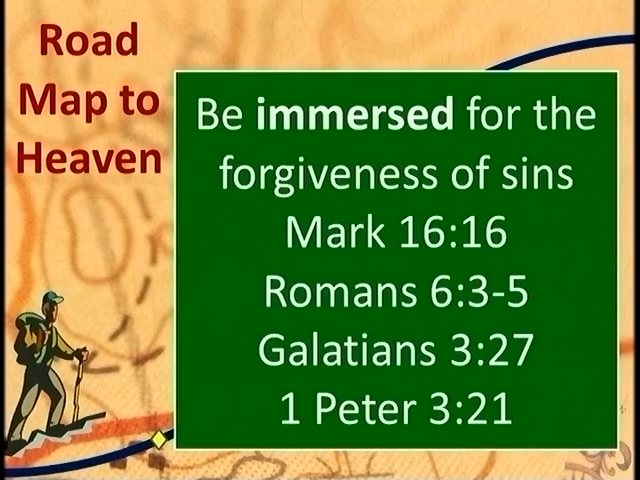 Road
Map to
Heaven
Be immersed for the
forgiveness of sins
Mark 16:16
Romans 6:3-5
Galatians 3:27
1 Peter 3:21